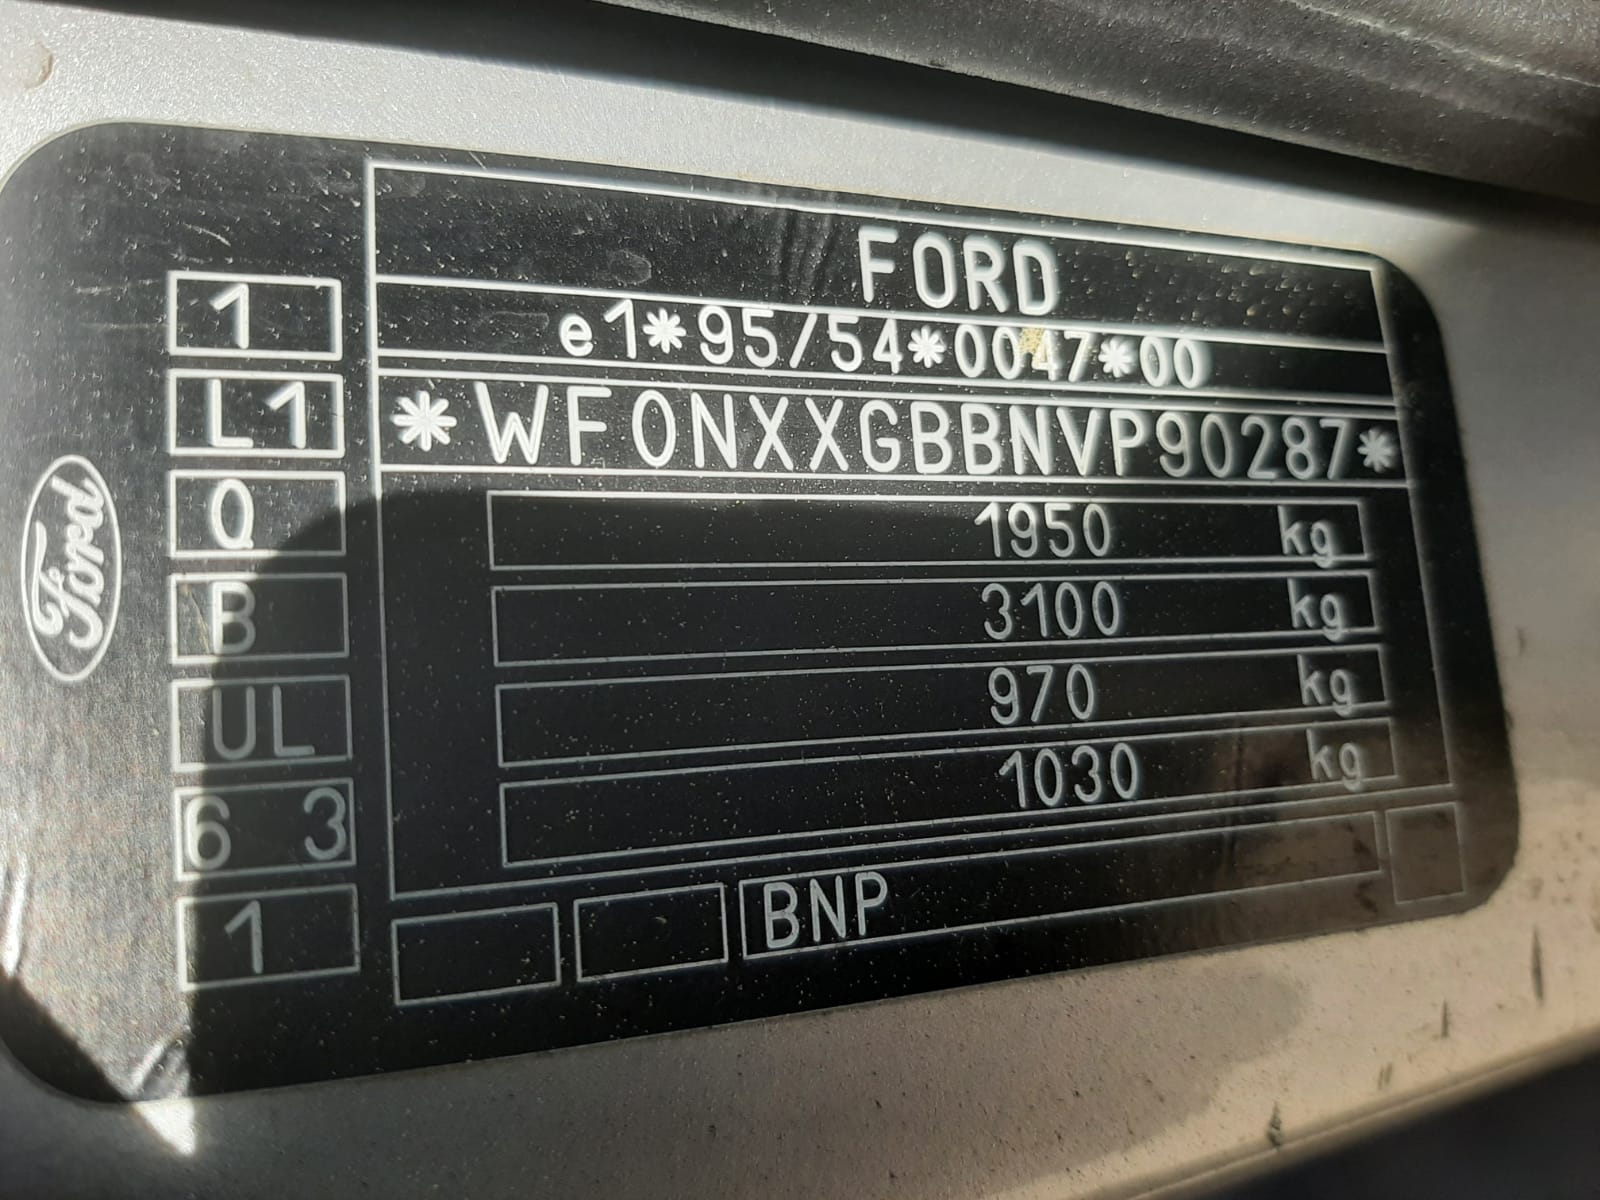 Ford
1
L1
Q
B
UL
6 3
1
FORD
e1*95/54*0047*00
*WF0NXXGBBNVP90287*
1950 kg
3100 kg
970 kg
1030 kg
BNP